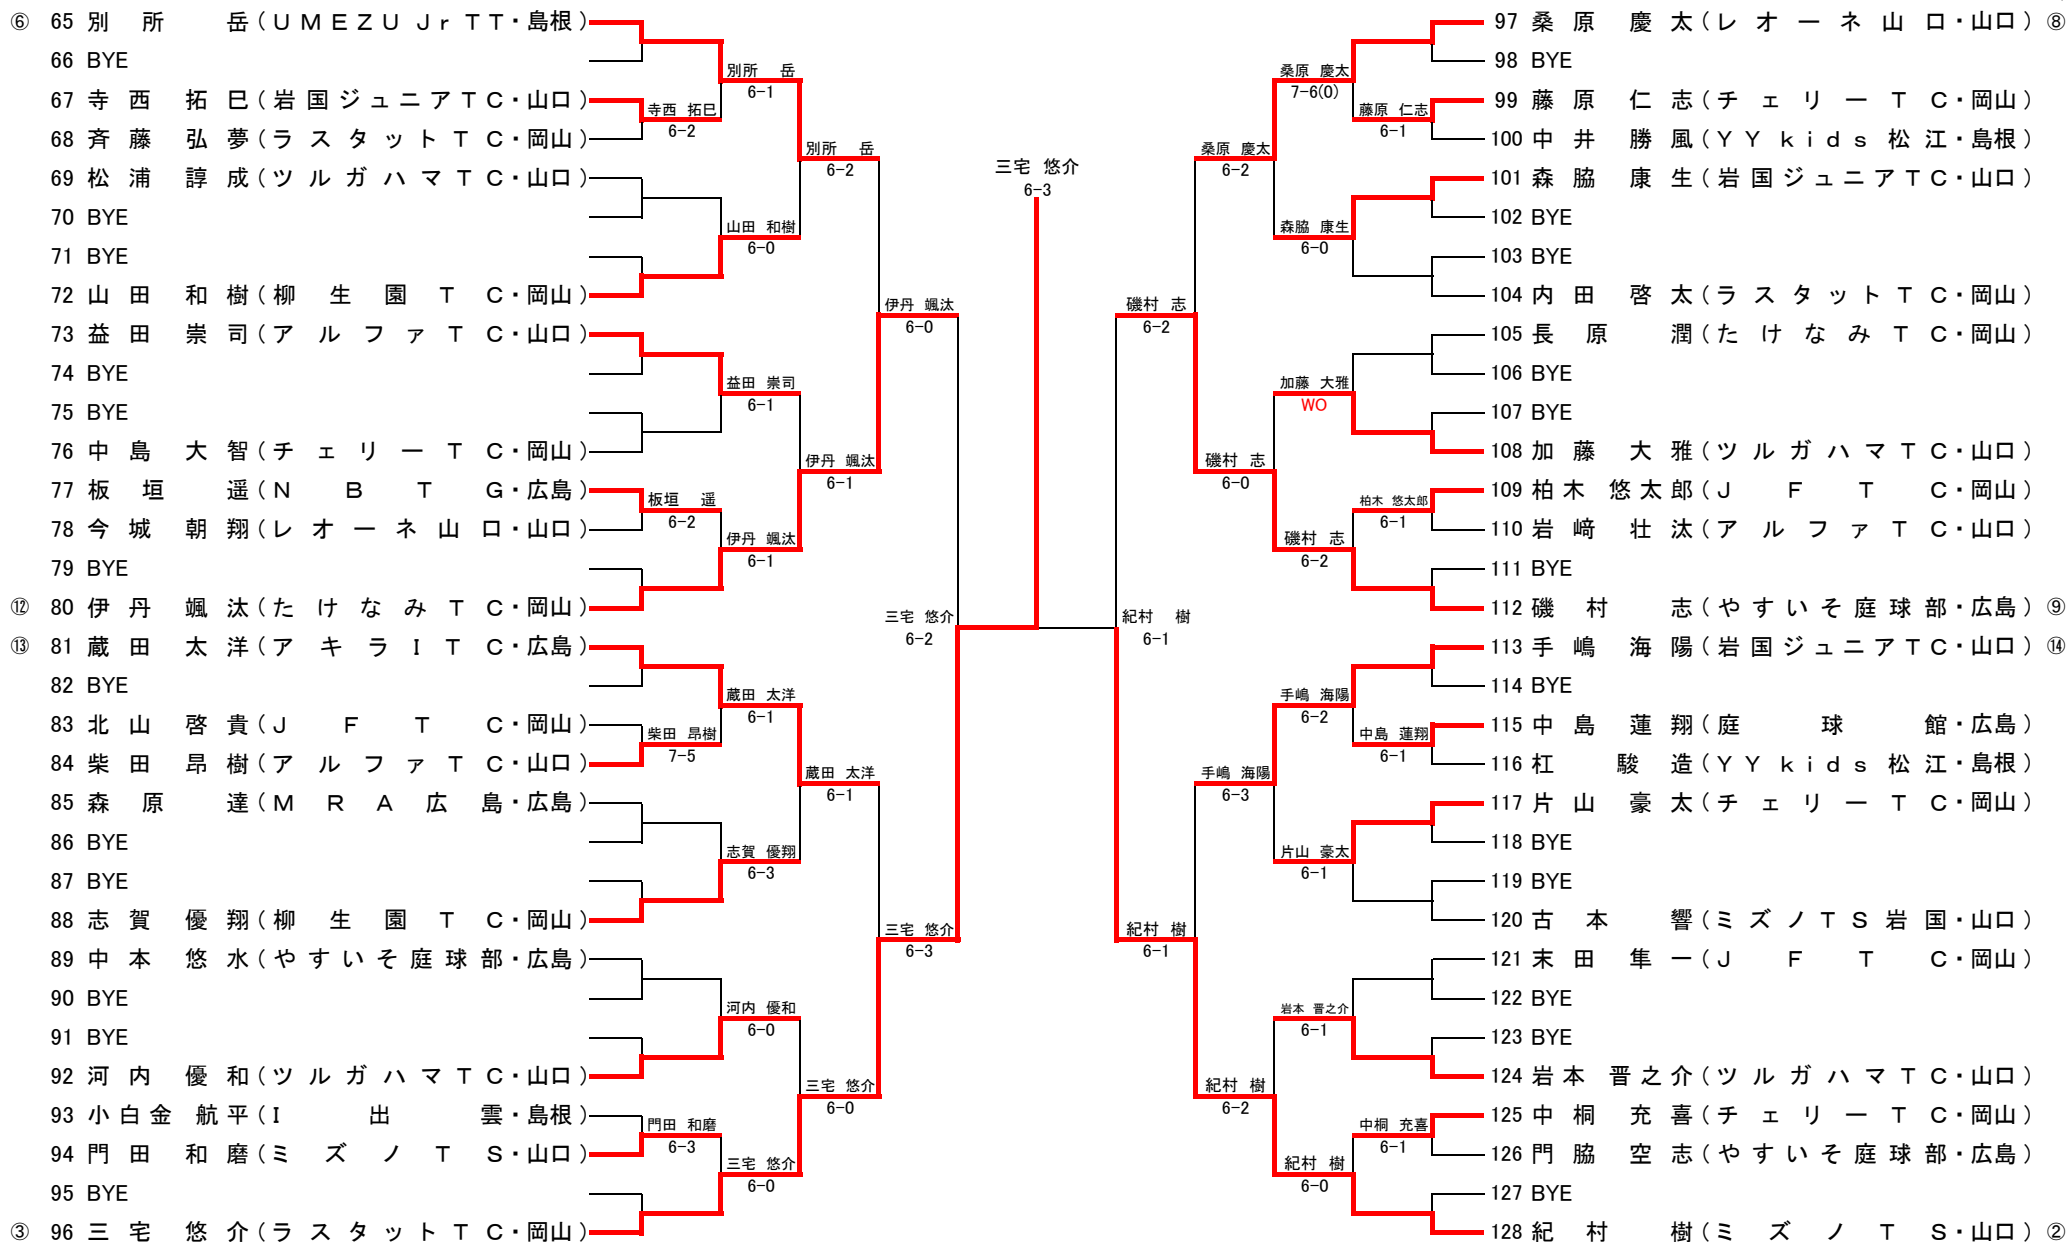 ⑥ 65 別所 岳(UMEZU Jr TT・島根)
66 BYE
67 寺西 拓巳(岩国ジュニアTC・山口)
68 斉藤 弘夢(ラスタットTC・岡山)
69 松浦 諄成(ツルガハマTC・山口)
70 BYE
71 BYE
72 山田 和樹(柳生園TC・岡山)
73 益田 崇司(アルファTC・山口)
74 BYE
75 BYE
76 中島 大智(チェリーTC・岡山)
77 板垣 遥(NBTG・広島)
78 今城 朝翔(レオーネ山口・山口)
79 BYE
⑫ 80 伊丹 颯汰(たけなみTC・岡山)
⑬ 81 蔵田 太洋(アキラITC・広島)
82 BYE
83 北山 啓貴(JFTC・岡山)
84 柴田 昂樹(アルファTC・山口)
85 森原 達(MRA広島・広島)
86 BYE
87 BYE
88 志賀 優翔(柳生園TC・岡山)
89 中本 悠水(やすいそ庭球部・広島)
90 BYE
91 BYE
92 河内 優和(ツルガハマTC・山口)
93 小白金 航平(I出雲・島根)
94 門田 和磨(ミズノTS・山口)
95 BYE
③ 96 三宅 悠介(ラスタットTC・岡山)
寺西 拓巳
6-2
板垣 遥
6-2
柴田 昂樹
7-5
門田 和磨
6-3
別所 岳
6-1
山田 和樹
6-0
益田 崇司
6-1
伊丹 颯汰
6-1
蔵田 太洋
6-1
志賀 優翔
6-3
河内 優和
6-0
三宅 悠介
6-0
別所 岳
6-2
伊丹 颯汰
6-1
蔵田 太洋
6-1
三宅 悠介
6-0
伊丹 颯汰
6-0
三宅 悠介
6-3
三宅 悠介
6-2
三宅 悠介
6-3
紀村 樹
6-1
磯村 志
6-2
紀村 樹
6-1
桑原 慶太
6-2
磯村 志
6-0
手嶋 海陽
6-3
紀村 樹
6-2
桑原 慶太
7-6(0)
森脇 康生
6-0
加藤 大雅
WO
磯村 志
6-2
手嶋 海陽
6-2
片山 豪太
6-1
岩本 晋之介
6-1
紀村 樹
6-0
藤原 仁志
6-1
柏木 悠太郎
6-1
中島 蓮翔
6-1
中桐 充喜
6-1
97 桑原 慶太(レオーネ山口・山口) ⑧
98 BYE
99 藤原 仁志(チェリーTC・岡山)
100 中井 勝風(YYkids松江・島根)
101 森脇 康生(岩国ジュニアTC・山口)
102 BYE
103 BYE
104 内田 啓太(ラスタットTC・岡山)
105 長原 潤(たけなみTC・岡山)
106 BYE
107 BYE
108 加藤 大雅(ツルガハマTC・山口)
109 柏木 悠太郎(JFTC・岡山)
110 岩﨑 壮汰(アルファTC・山口)
111 BYE
112 磯村 志(やすいそ庭球部・広島) ⑨
113 手嶋 海陽(岩国ジュニアTC・山口) ⑭
114 BYE
115 中島 蓮翔(庭球館・広島)
116 杠 駿造(YYkids松江・島根)
117 片山 豪太(チェリーTC・岡山)
118 BYE
119 BYE
120 古本 響(ミズノTS岩国・山口)
121 末田 隼一(JFTC・岡山)
122 BYE
123 BYE
124 岩本 晋之介(ツルガハマTC・山口)
125 中桐 充喜(チェリーTC・岡山)
126 門脇 空志(やすいそ庭球部・広島)
127 BYE
128 紀村 樹(ミズノTS・山口) ②